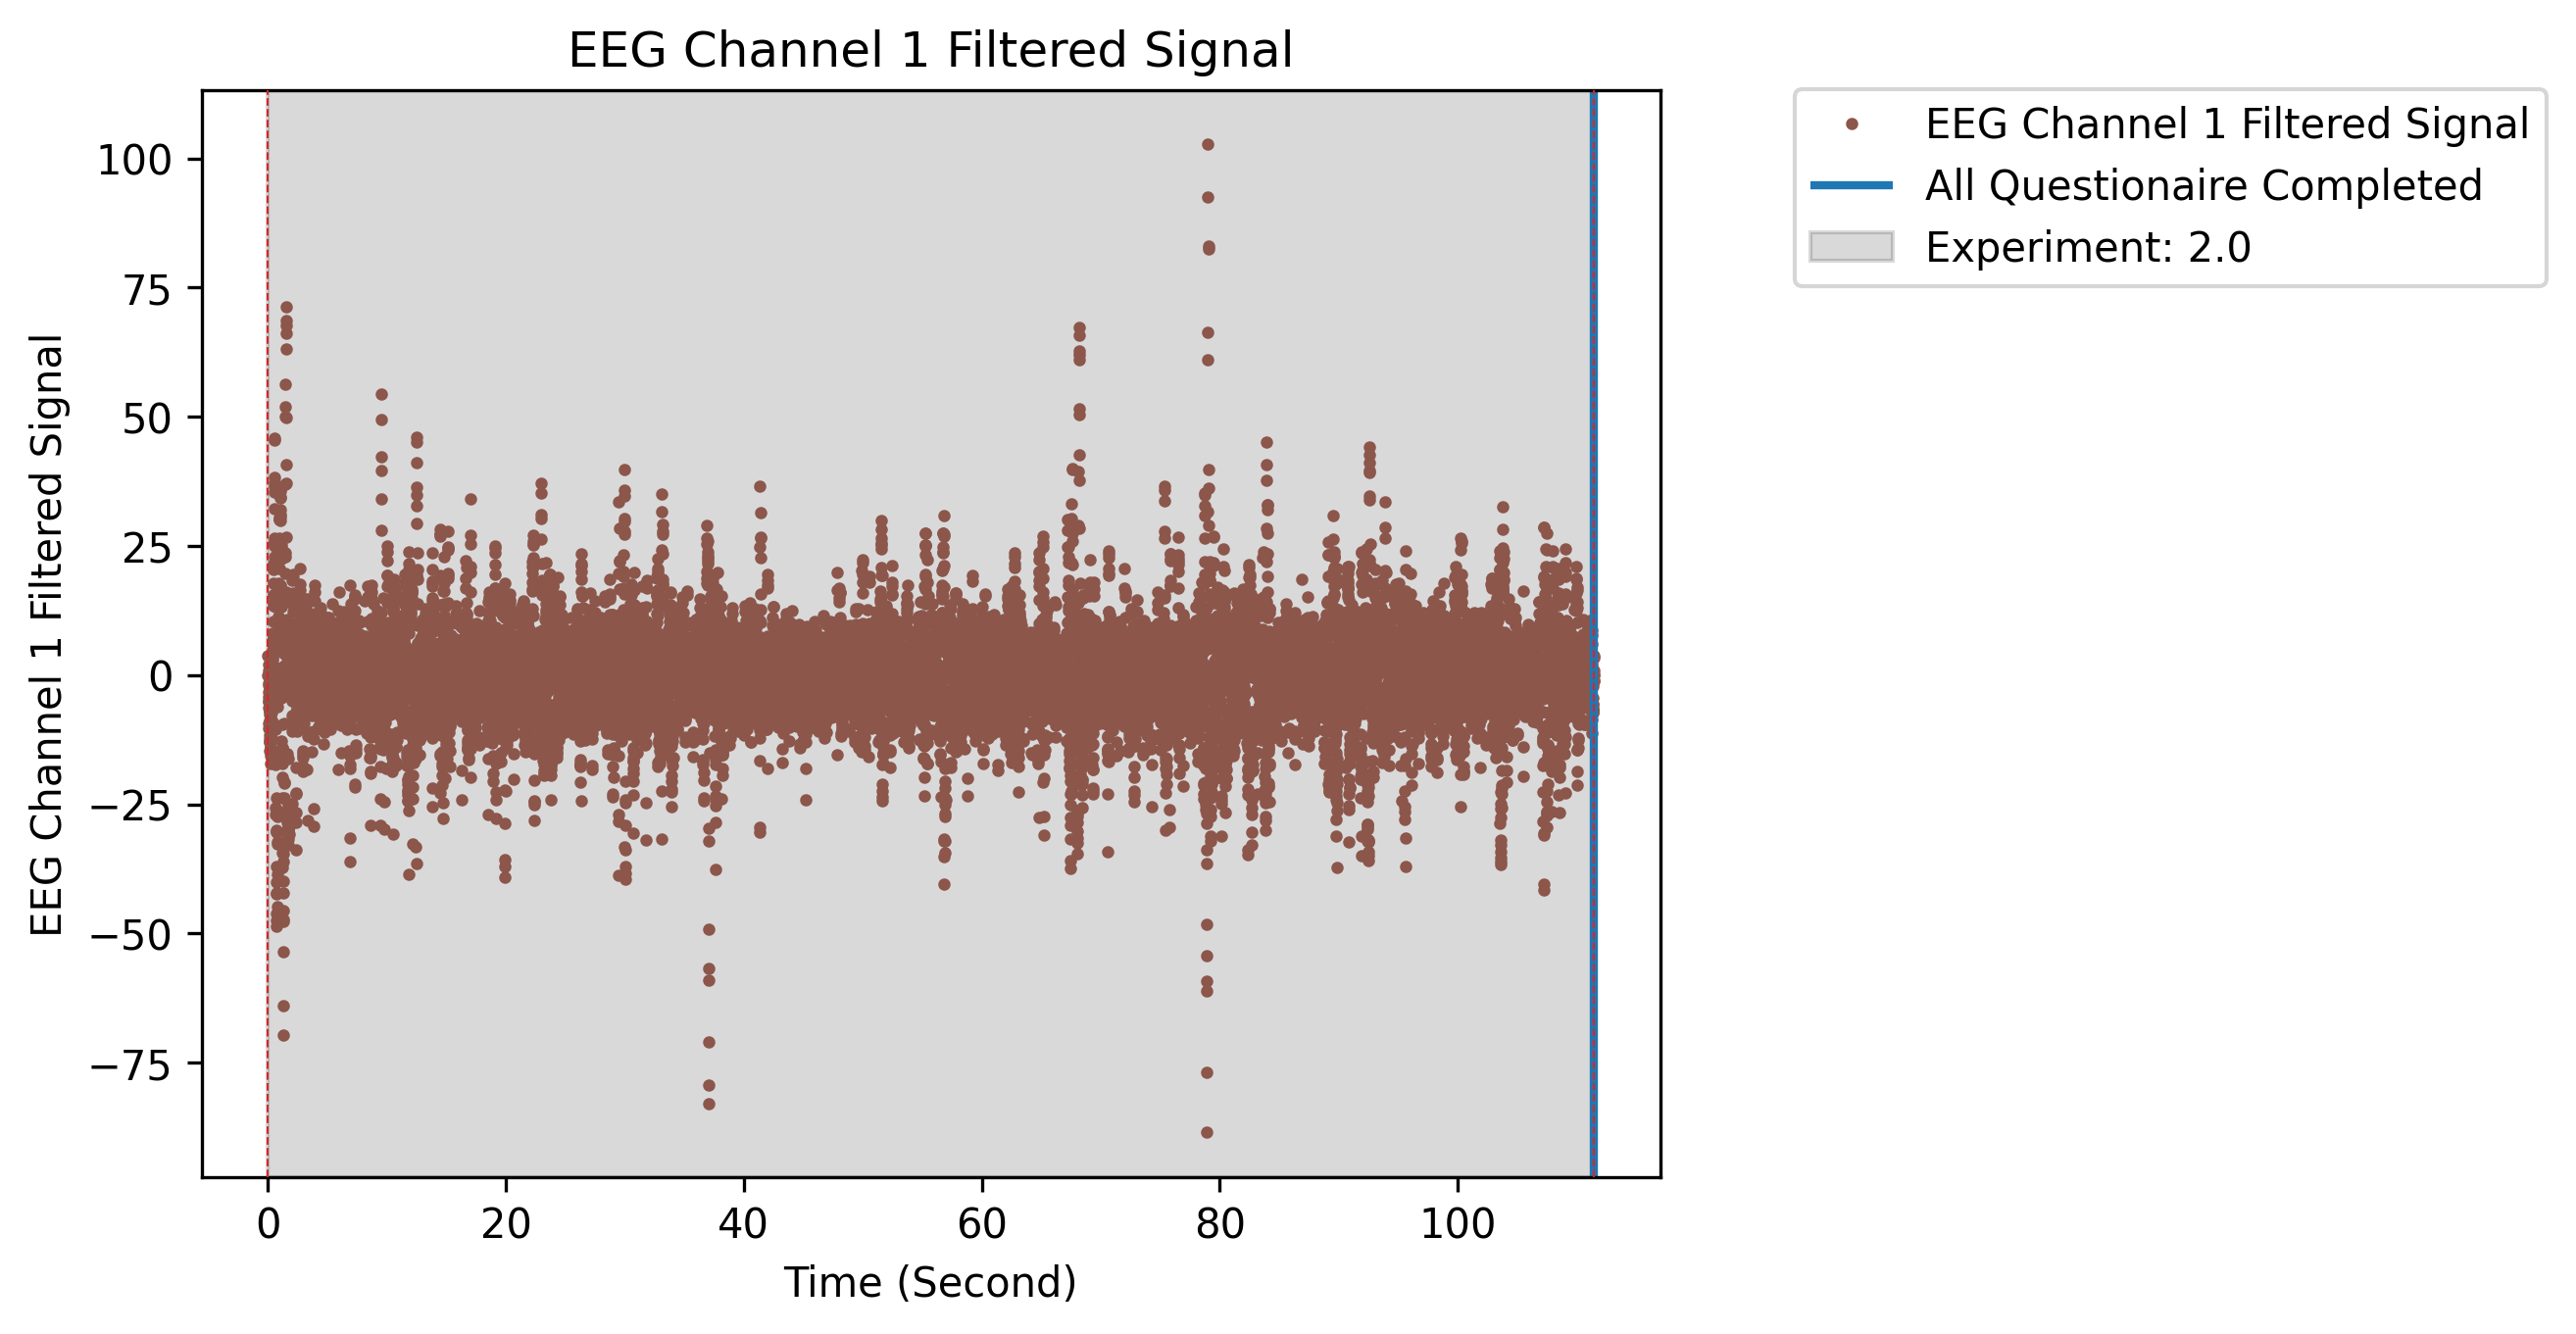 EEG Channel 1 Filtered Signal
EEG Channel 1 Filtered Signal
100
75
50
25
0
−25
−50
−75
0 20 40 60 80 100
Time (Second)
EEG Channel 1 Filtered Signal
All Questionaire Completed
Experiment: 2.0